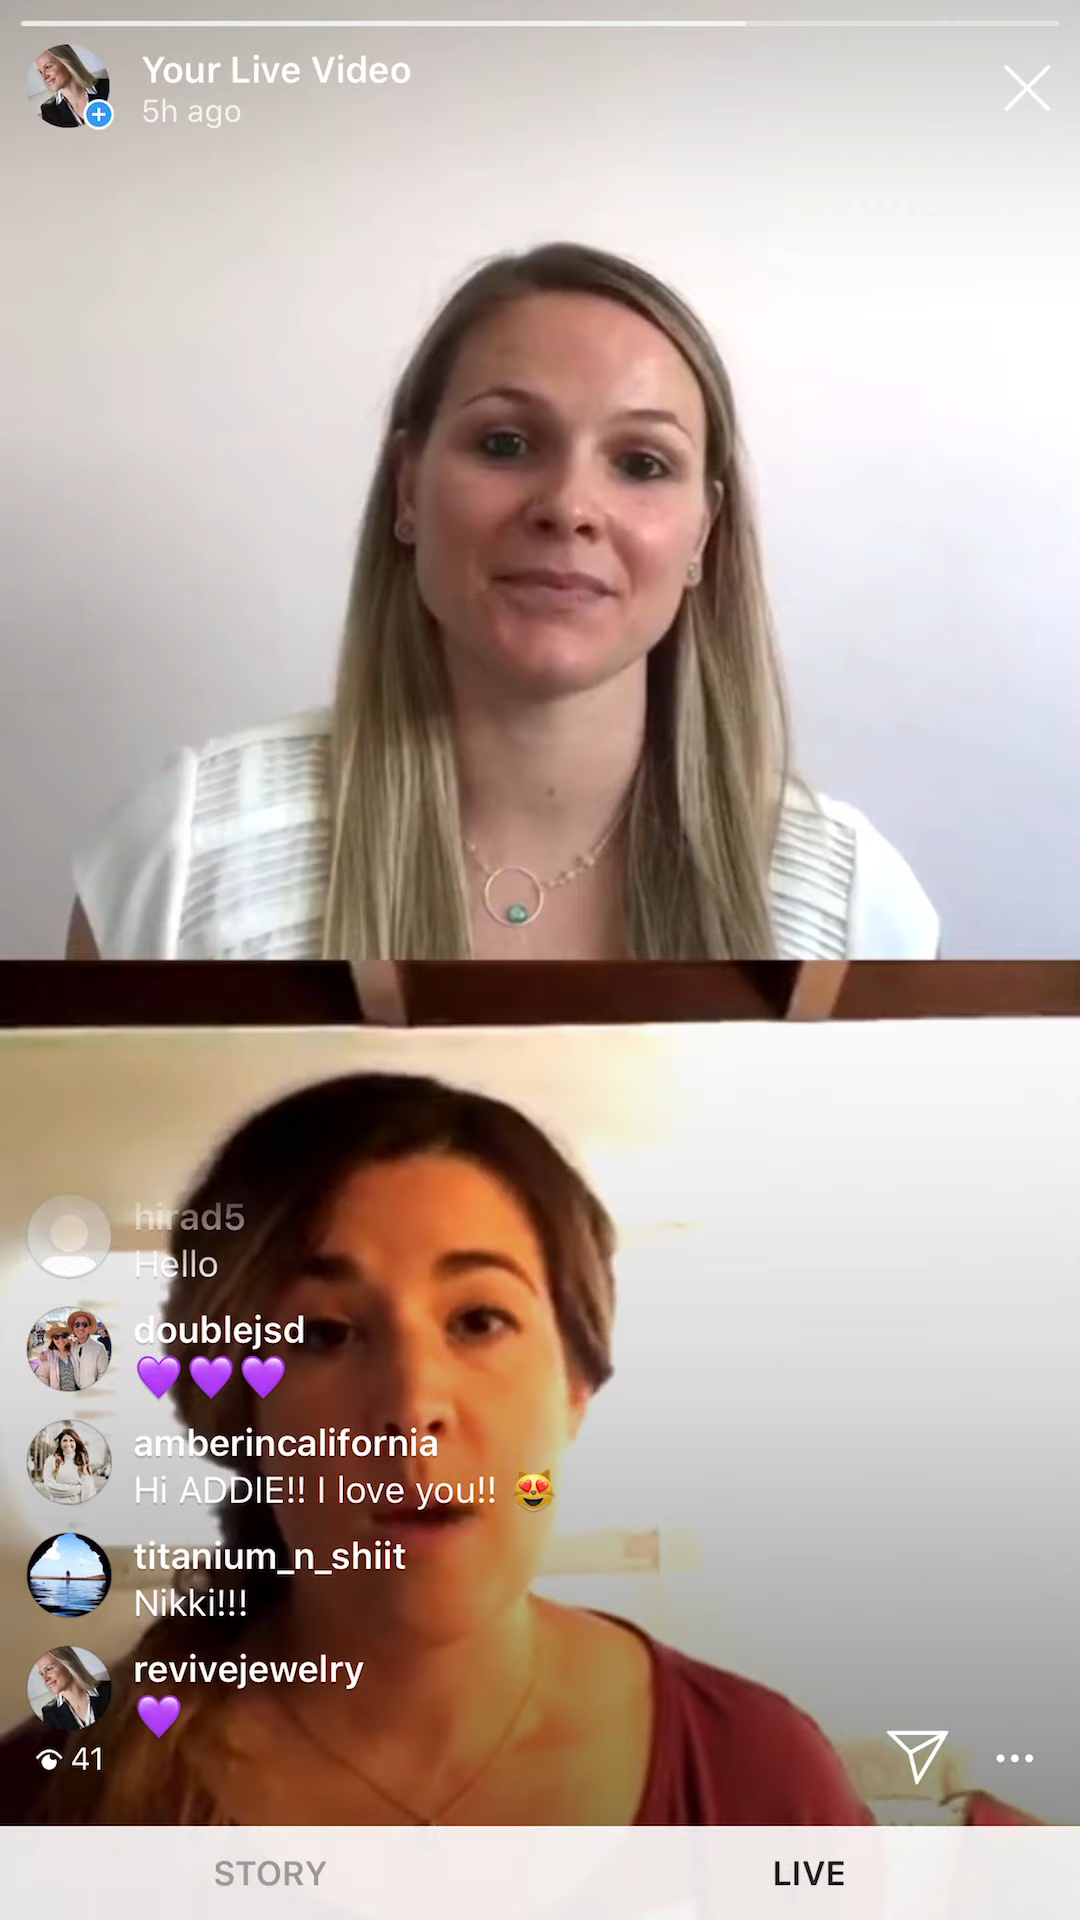 Your Live Video
5h ago
hirad5
Hello
doublejsd
💜💜💜
amberincalifornia
Hi ADDIE!! I love you!! 😻
titanium_n_shiit
Nikki!!!
revivejewelry
💜
41
STORY
LIVE